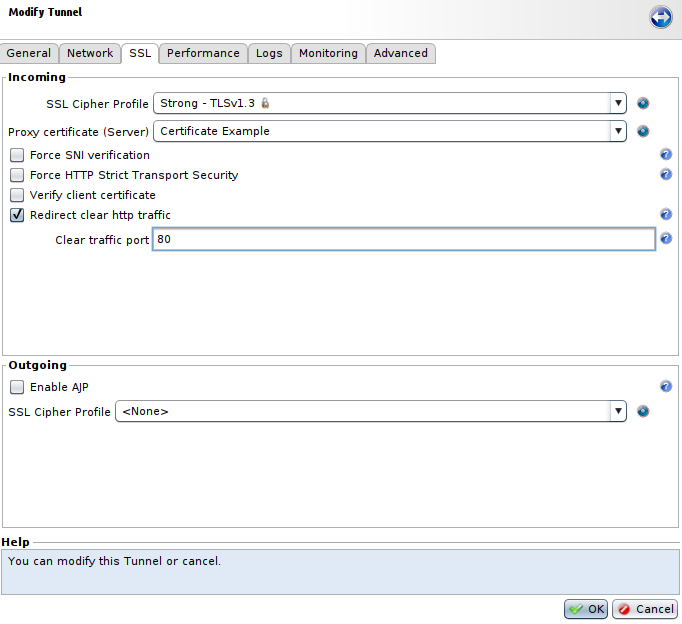 Modify Tunnel
General Network SSL Performance Logs Monitoring Advanced
Incoming
SSL Cipher Profile Strong - TLSv1.3
Proxy certificate (Server) Certificate Example
Force SNI verification
Force HTTP Strict Transport Security
Verify client certificate
Redirect clear http traffic
Clear traffic port 80
Outgoing
Enable AJP
SSL Cipher Profile <None>
Help
You can modify this Tunnel or cancel.
OK Cancel